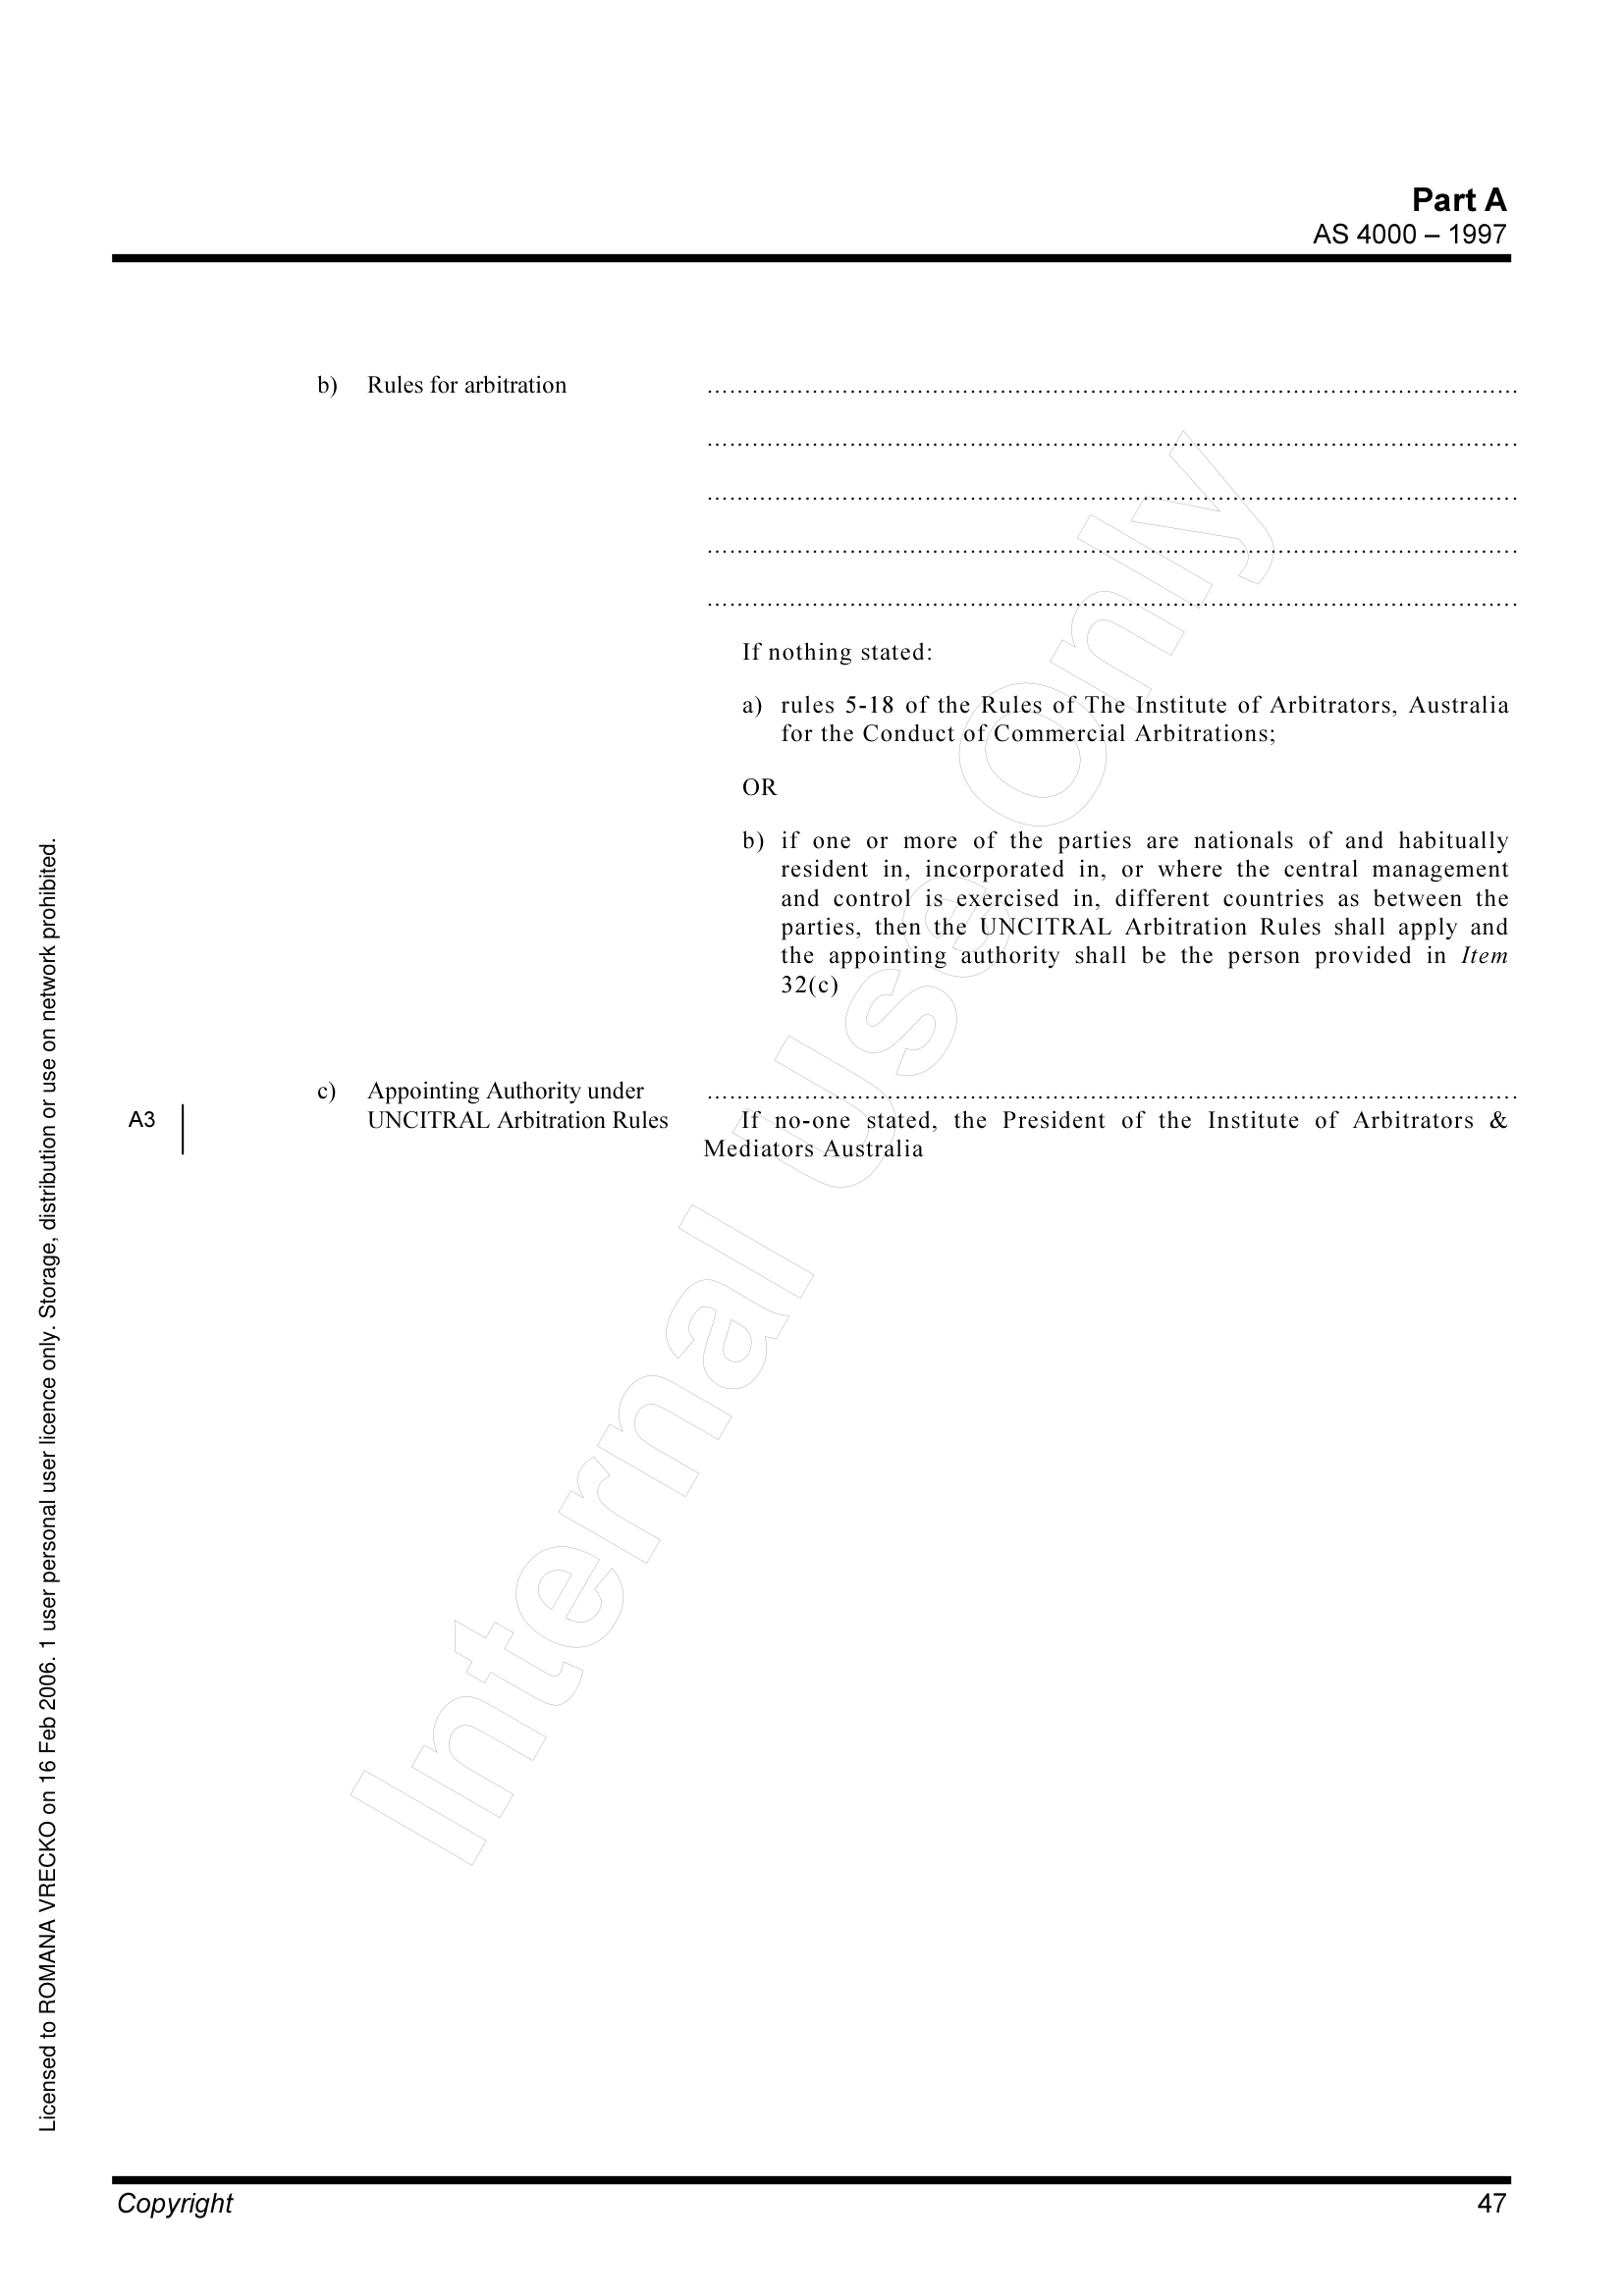 Part A
AS 4000 – 1997
b) Rules for arbitration ..........................................................................................................
..........................................................................................................
..........................................................................................................
..........................................................................................................
..........................................................................................................
If nothing stated:
a) rules 5-18 of the Rules of The Institute of Arbitrators, Australia
for the Conduct of Commercial Arbitrations;
OR
b) if one or more of the parties are nationals of and habitually
resident in, incorporated in, or where the central management
and control is exercised in, different countries as between the
parties, then the UNCITRAL Arbitration Rules shall apply and
the appointing authority shall be the person provided in Item
32(c)
c) Appointing Authority under ..........................................................................................................
A3 UNCITRAL Arbitration Rules If no-one stated, the President of the Institute of Arbitrators &
Mediators Australia
Internal Use Only
Licensed to ROMANA VRECKO on 16 Feb 2006. 1 user personal user licence only. Storage, distribution or use on network prohibited.
Copyright 47